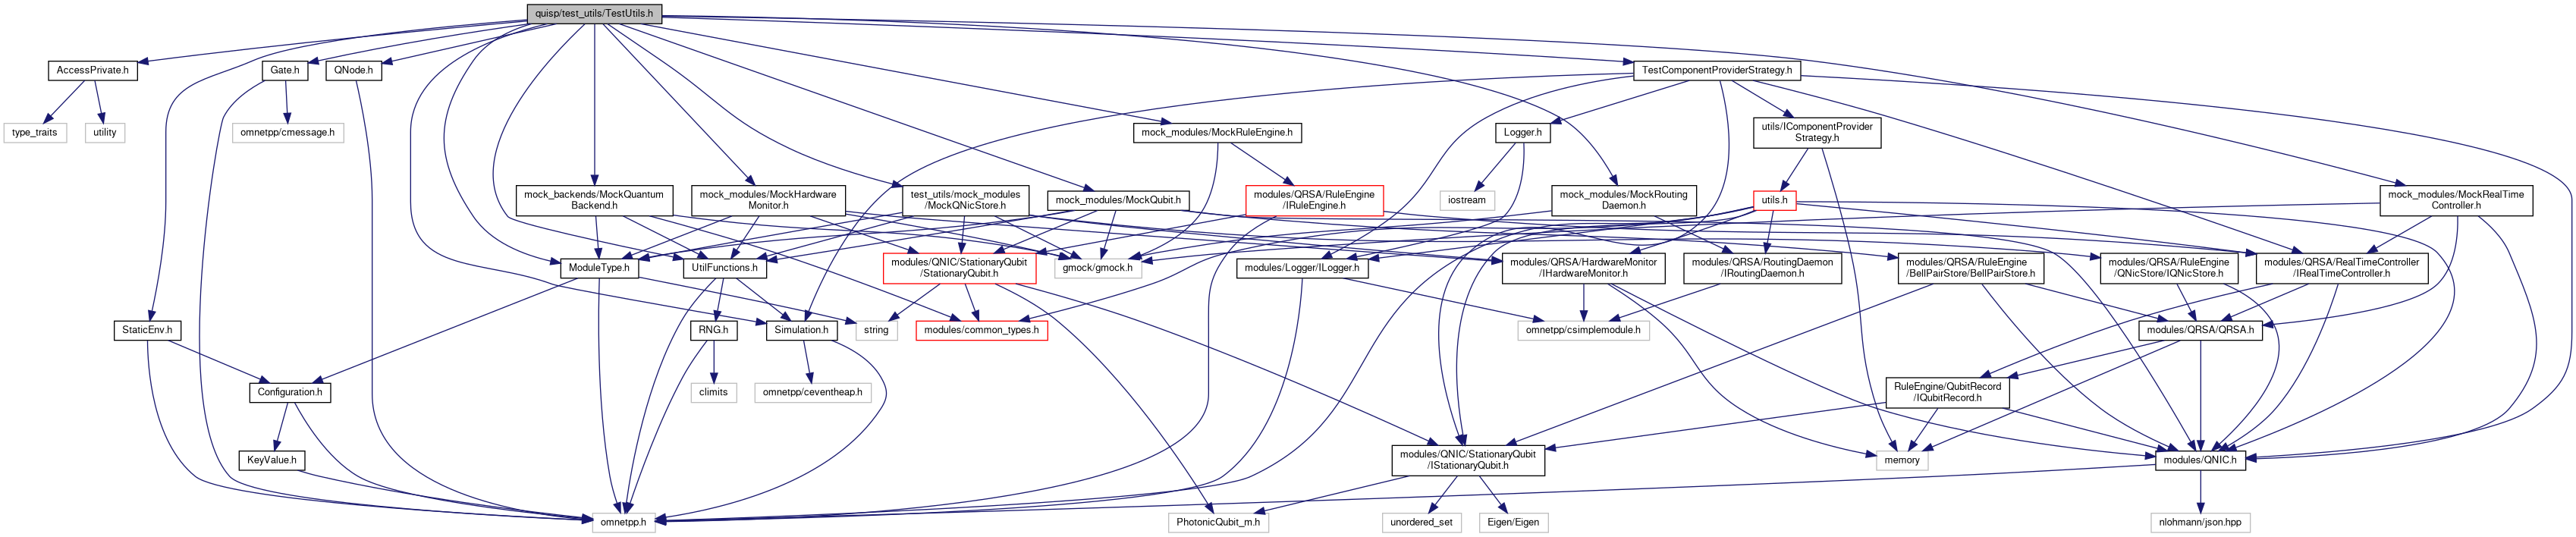 quisp/test_utils/TestUtils.h
AccessPrivate.h
Gate.h
QNode.h
TestComponentProviderStrategy.h
type_traits
utility
omnetpp/cmessage.h
mock_modules/MockRuleEngine.h
Logger.h
utils/IComponentProvider
Strategy.h
mock_backends/MockQuantum
Backend.h
mock_modules/MockHardware
Monitor.h
test_utils/mock_modules
/MockQNicStore.h
mock_modules/MockQubit.h
modules/QRSA/RuleEngine
/IRuleEngine.h
iostream
mock_modules/MockRouting
Daemon.h
utils.h
mock_modules/MockRealTime
Controller.h
ModuleType.h
UtilFunctions.h
modules/QNIC/StationaryQubit
/StationaryQubit.h
gmock/gmock.h
modules/Logger/ILogger.h
modules/QRSA/HardwareMonitor
/IHardwareMonitor.h
modules/QRSA/RoutingDaemon
/IRoutingDaemon.h
modules/QRSA/RuleEngine
/BellPairStore/BellPairStore.h
modules/QRSA/RuleEngine
/QNicStore/IQNicStore.h
modules/QRSA/RealTimeController
/IRealTimeController.h
StaticEnv.h
RNG.h
Simulation.h
string
modules/common_types.h
omnetpp/csimplemodule.h
modules/QRSA/QRSA.h
Configuration.h
climits
omnetpp/ceventheap.h
RuleEngine/QubitRecord
/IQubitRecord.h
KeyValue.h
modules/QNIC/StationaryQubit
/IStationaryQubit.h
memory
modules/QNIC.h
omnetpp.h
PhotonicQubit_m.h
unordered_set
Eigen/Eigen
nlohmann/json.hpp